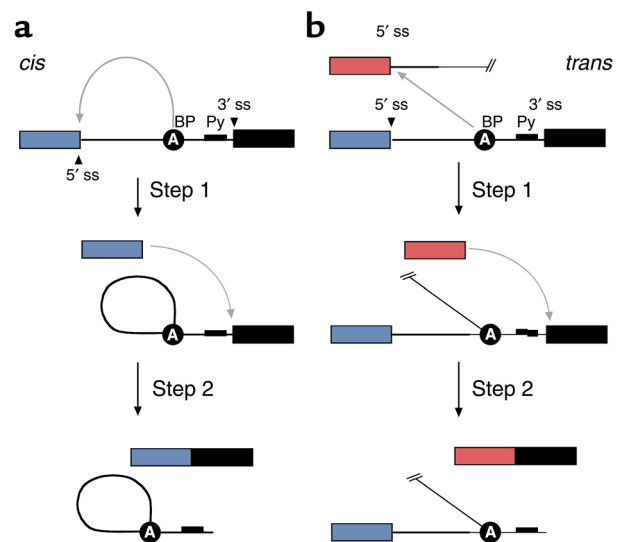 a
cis
BP
Py
3′ ss
A
5′ ss
Step 1
A
Step 2
A
b
5′ ss
trans
5′ ss
BP
Py
3′ ss
A
Step 1
A
Step 2
A